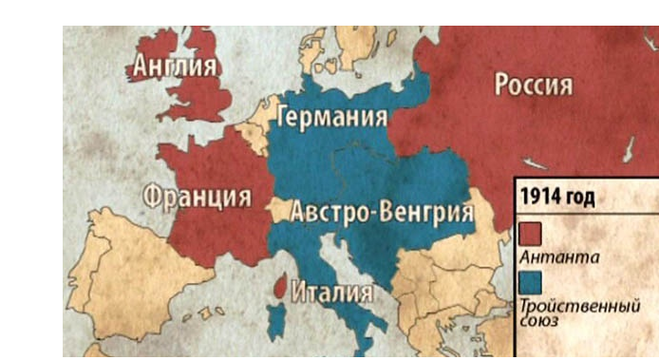 Англия
Россия
Германия
Франция
Австро-Венгрия
Италия
1914 год
Антанта
Тройственный
союз